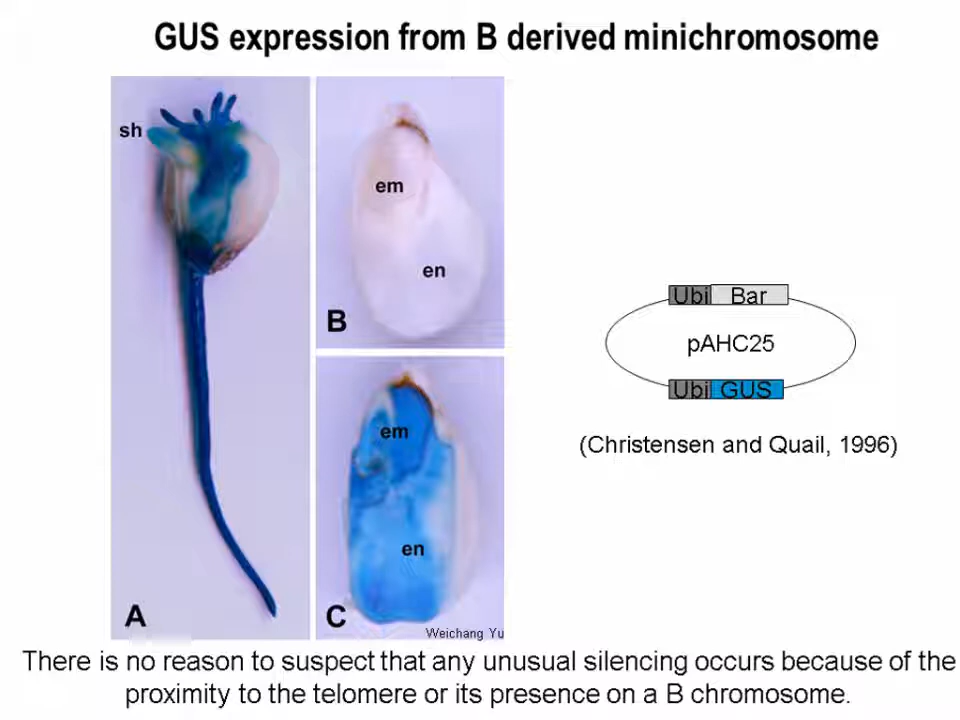 GUS expression from B derived minichromosome
sh
A
em
en
B
em
en
C
Weichang Yu
Ubi Bar
pAHC25
Ubi GUS
(Christensen and Quail, 1996)
There is no reason to suspect that any unusual silencing occurs because of the
proximity to the telomere or its presence on a B chromosome.